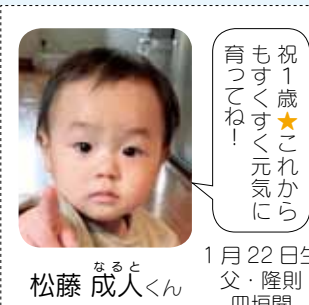 祝１歳★これから
もすくすく元気に
育ってね！
なると
松藤 成人くん
1月22日生
父・隆則